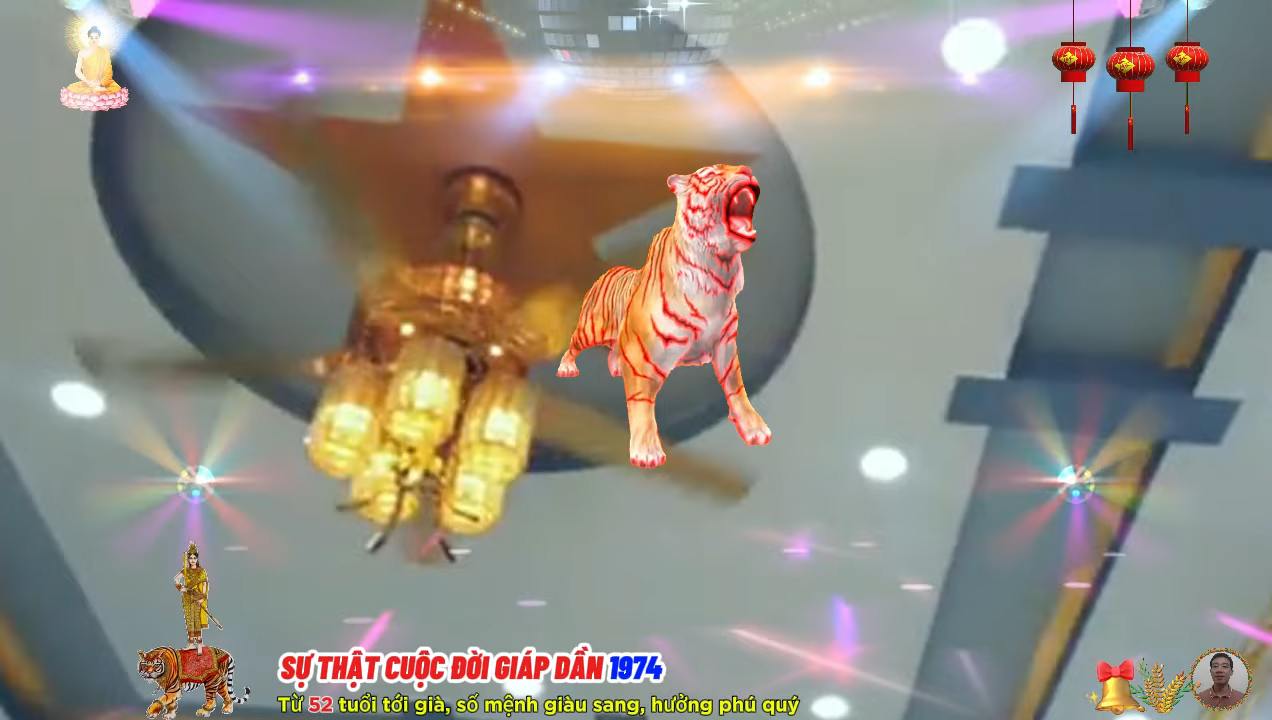 SỰ THẬT CUỘC ĐỜI GIÁP DẦN 1974
Từ 52 tuổi tới già, số mệnh giàu sang, hưởng phú quý